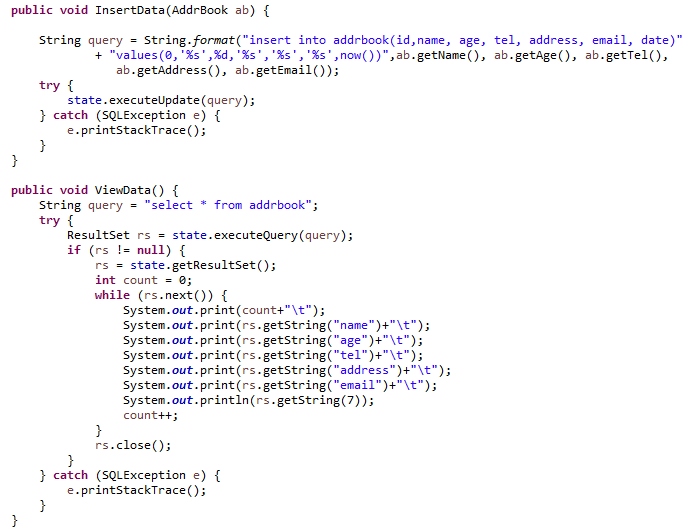 public void InsertData(AddrBook ab) {
String query = String.format("insert into addrbook(id,name, age, tel, address, email, date)"
+ "values(0,'%s',%d,'%s','%s','%s',now())",ab.getName(), ab.getAge(), ab.getTel(),
ab.getAddress(), ab.getEmail());
try {
state.executeUpdate(query);
} catch (SQLException e) {
e.printStackTrace();
}
}
public void ViewData() {
String query = "select * from addrbook";
try {
ResultSet rs = state.executeQuery(query);
if (rs != null) {
rs = state.getResultSet();
int count = 0;
while (rs.next()) {
System.out.print(count+"\t");
System.out.print(rs.getString("name")+"\t");
System.out.print(rs.getString("age")+"\t");
System.out.print(rs.getString("tel")+"\t");
System.out.print(rs.getString("address")+"\t");
System.out.print(rs.getString("email")+"\t");
System.out.println(rs.getString(7));
count++;
}
rs.close();
}
} catch (SQLException e) {
e.printStackTrace();
}
}